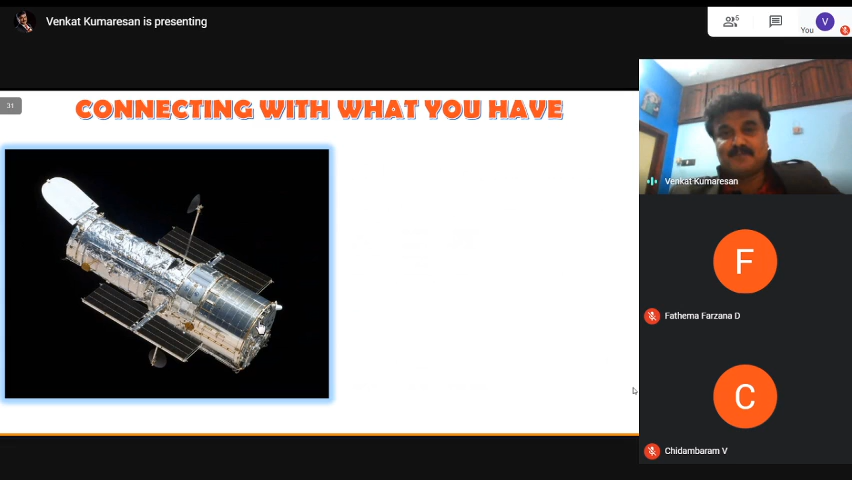 Venkat Kumaresan is presenting
5
You
V
31
CONNECTING WITH WHAT YOU HAVE
Venkat Kumaresan
F
Fathema Farzana D
C
Chidambaram V